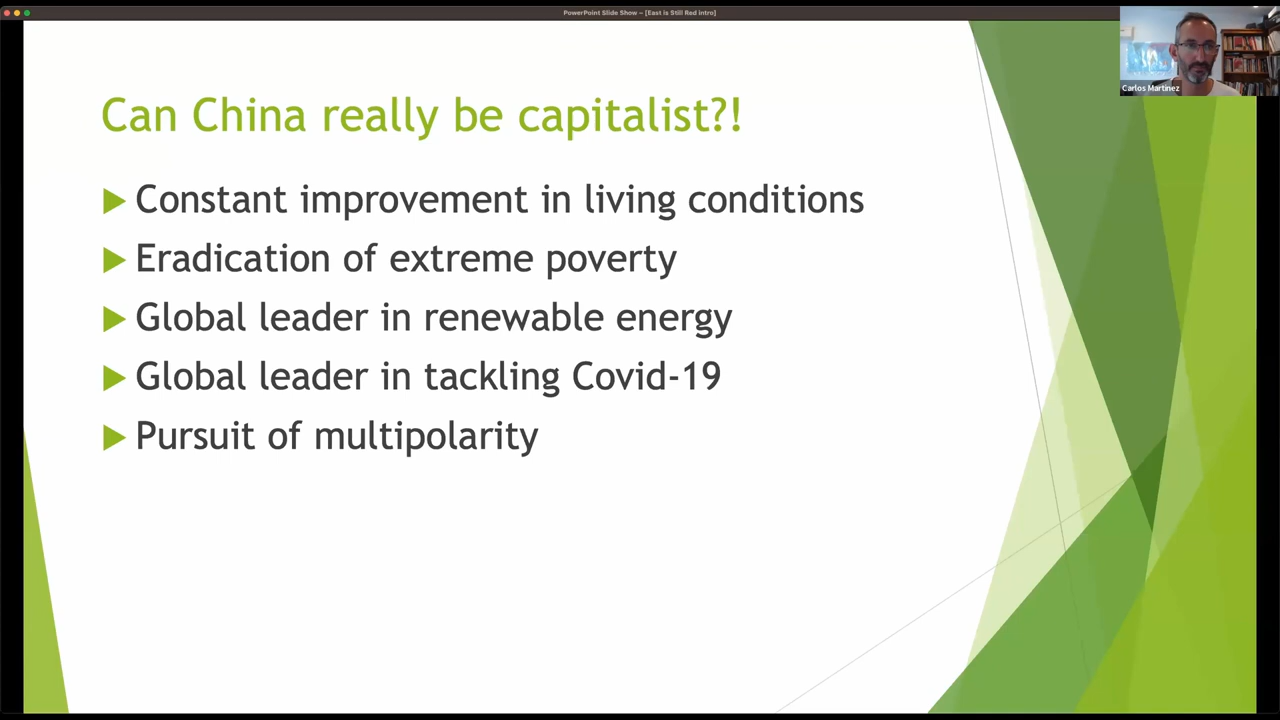 PowerPoint Slide Show – [East is Still Red intro]
Carlos Martinez
Can China really be capitalist?!
Constant improvement in living conditions
Eradication of extreme poverty
Global leader in renewable energy
Global leader in tackling Covid-19
Pursuit of multipolarity